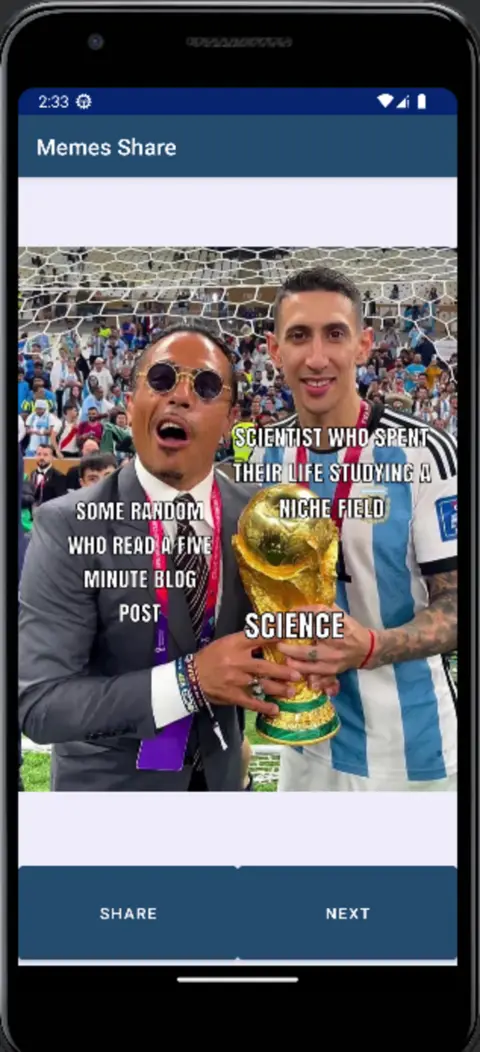 2:33
Memes Share
SCIENTIST WHO SPENT
THEIR LIFE STUDYING A
NICHE FIELD
SOME RANDOM
WHO READ A FIVE
MINUTE BLOG
POST
SCIENCE
SHARE
NEXT